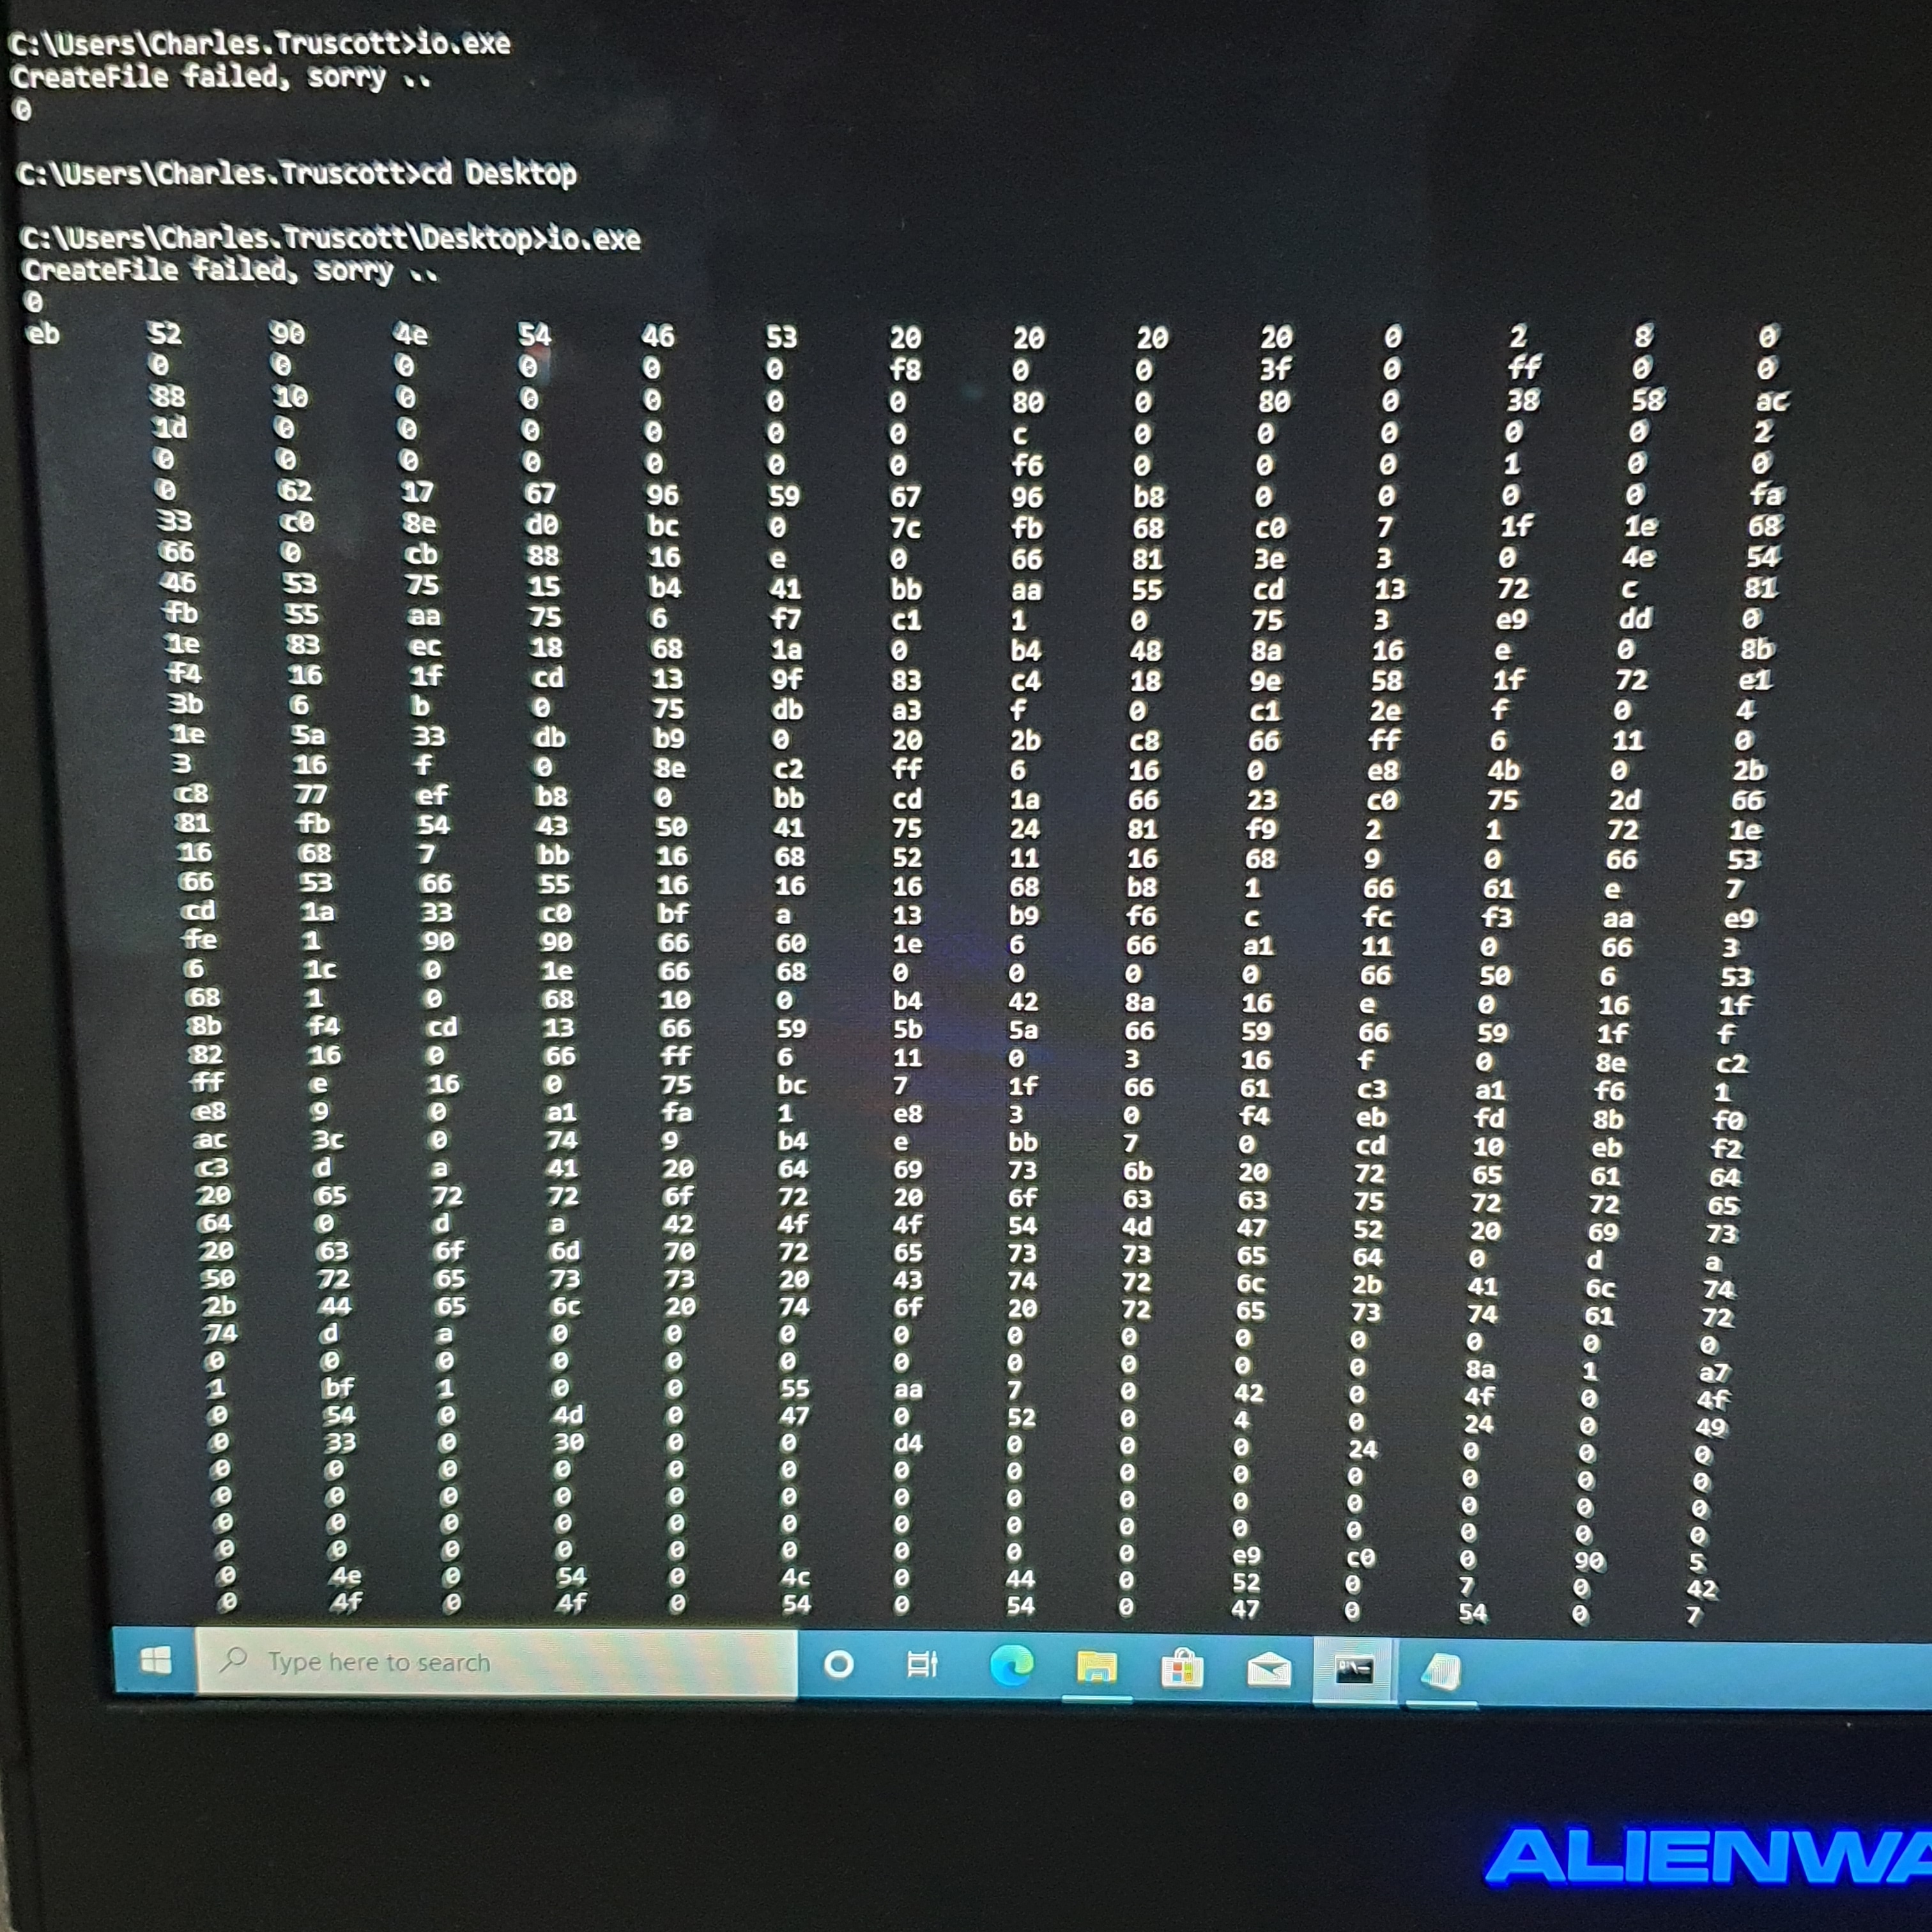 C:\Users\Charles.Truscott>io.exe
CreateFile failed, sorry ..
0
C:\Users\Charles.Truscott>cd Desktop
C:\Users\Charles.Truscott\Desktop>io.exe
CreateFile failed, sorry ..
0
eb 52 90 4e 54 46 53 20 20 20 20 0 2 8 0
0 0 0 0 0 0 f8 0 0 3f 0 ff 0 0
88 10 0 0 0 0 0 80 0 80 0 38 58 ac
1d 0 0 0 0 0 0 c 0 0 0 0 0 2
0 0 0 0 0 0 0 f6 0 0 0 1 0 0
0 62 17 67 96 59 67 96 b8 0 0 0 0 fa
33 c0 8e d0 bc 0 7c fb 68 c0 7 1f 1e 68
66 0 cb 88 16 e 0 66 81 3e 3 0 4e 54
46 53 75 15 b4 41 bb aa 55 cd 13 72 c 81
fb 55 aa 75 6 f7 c1 1 0 75 3 e9 dd 0
1e 83 ec 18 68 1a 0 b4 48 8a 16 e 0 8b
f4 16 1f cd 13 9f 83 c4 18 9e 58 1f 72 e1
3b 6 b 0 75 db a3 f 0 c1 2e f 0 4
1e 5a 33 db b9 0 20 2b c8 66 ff 6 11 0
3 16 f 0 8e c2 ff 6 16 0 e8 4b 0 2b
c8 77 ef b8 0 bb cd 1a 66 23 c0 75 2d 66
81 fb 54 43 50 41 75 24 81 f9 2 1 72 1e
16 68 7 bb 16 68 52 11 16 68 9 0 66 53
66 53 66 55 16 16 16 68 b8 1 66 61 e 7
cd 1a 33 c0 bf a 13 b9 f6 c fc f3 aa e9
fe 1 90 90 66 60 1e 6 66 a1 11 0 66 3
6 1c 0 1e 66 68 0 0 0 0 66 50 6 53
68 1 0 68 10 0 b4 42 8a 16 e 0 16 1f
8b f4 cd 13 66 59 5b 5a 66 59 66 59 1f f
82 16 0 66 ff 6 11 0 3 16 f 0 8e c2
ff e 16 0 75 bc 7 1f 66 61 c3 a1 f6 1
e8 9 0 a1 fa 1 e8 3 0 f4 eb fd 8b f0
ac 3c 0 74 9 b4 e bb 7 0 cd 10 eb f2
c3 d a 41 20 64 69 73 6b 20 72 65 61 64
20 65 72 72 6f 72 20 6f 63 63 75 72 72 65
64 0 d a 42 4f 4f 54 4d 47 52 20 69 73
20 63 6f 6d 70 72 65 73 73 65 64 0 d a
50 72 65 73 73 20 43 74 72 6c 2b 41 6c 74
2b 44 65 6c 20 74 6f 20 72 65 73 74 61 72
74 d a 0 0 0 0 0 0 0 0 0 0 0
0 0 0 0 0 0 0 0 0 0 0 8a 1 a7
1 bf 1 0 0 55 aa 7 0 42 0 4f 0 4f
0 54 0 4d 0 47 0 52 0 4 0 24 0 49
0 33 0 30 0 0 d4 0 0 0 24 0 0 0
0 0 0 0 0 0 0 0 0 0 0 0 0 0
0 0 0 0 0 0 0 0 0 0 0 0 0 0
0 0 0 0 0 0 0 0 0 0 0 0 0 0
0 0 0 0 0 0 0 0 0 e9 c0 0 90 5
0 4e 0 54 0 4c 0 44 0 52 0 7 0 42
0 4f 0 4f 0 54 0 54 0 47 0 54 0 7
Type here to search
ALIENWA